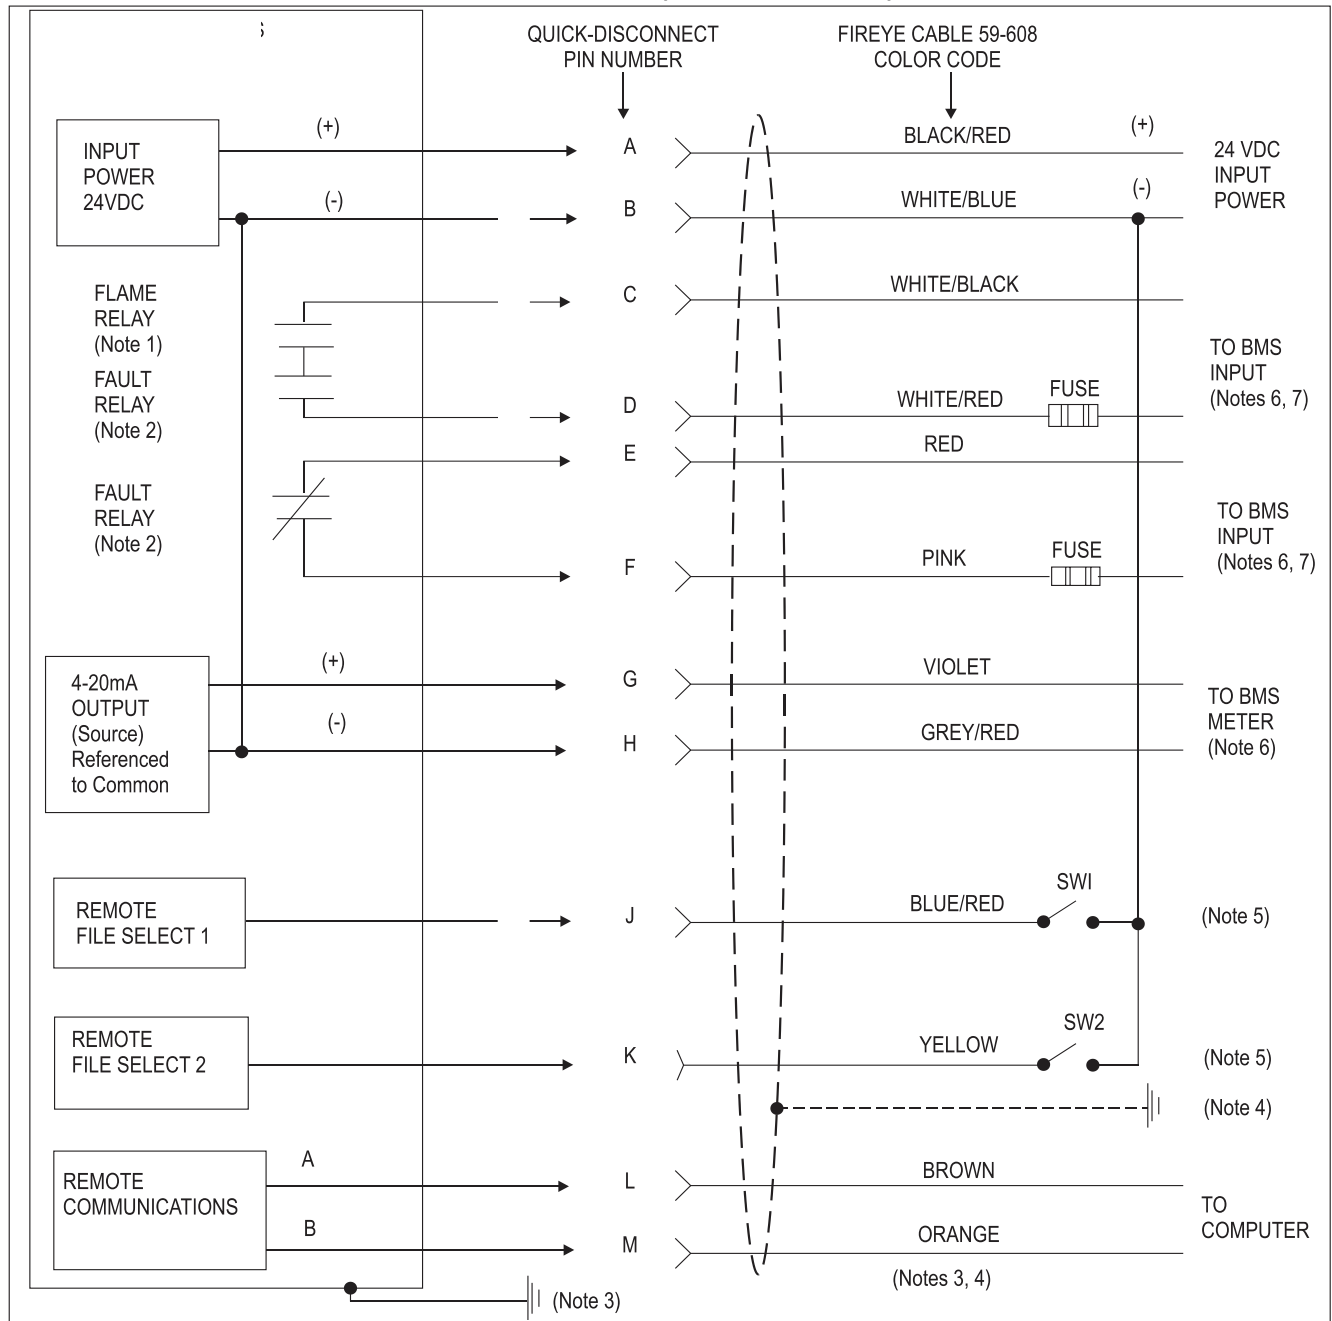 QUICK-DISCONNECT
PIN NUMBER
FIREYE CABLE 59-608
COLOR CODE
INPUT
POWER
24VDC
(+)
A
BLACK/RED
(+)
24 VDC
INPUT
POWER
(-)
B
WHITE/BLUE
(-)
FLAME
RELAY
(Note 1)
C
WHITE/BLACK
FAULT
RELAY
(Note 2)
D
WHITE/RED
FUSE
TO BMS
INPUT
(Notes 6, 7)
E
RED
FAULT
RELAY
(Note 2)
F
PINK
FUSE
TO BMS
INPUT
(Notes 6, 7)
4-20mA
OUTPUT
(Source)
Referenced
to Common
(+)
G
VIOLET
(-)
H
GREY/RED
TO BMS
METER
(Note 6)
REMOTE
FILE SELECT 1
J
BLUE/RED
SWI
(Note 5)
REMOTE
FILE SELECT 2
K
YELLOW
SW2
(Note 5)
(Note 4)
REMOTE
COMMUNICATIONS
A
L
BROWN
B
M
ORANGE
TO
COMPUTER
(Notes 3, 4)
(Note 3)